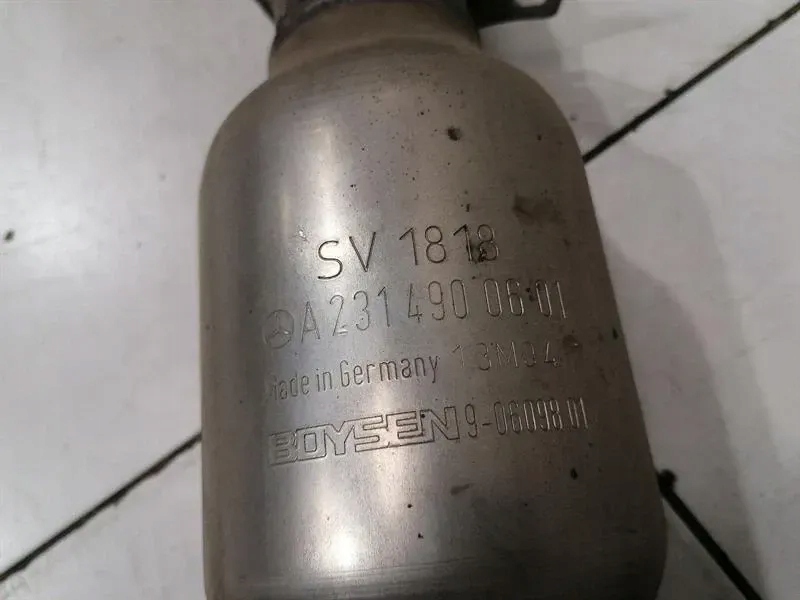 SV 1818
A 231 490 06 01
Made in Germany 13M04
BOYSEN 9-06098 01